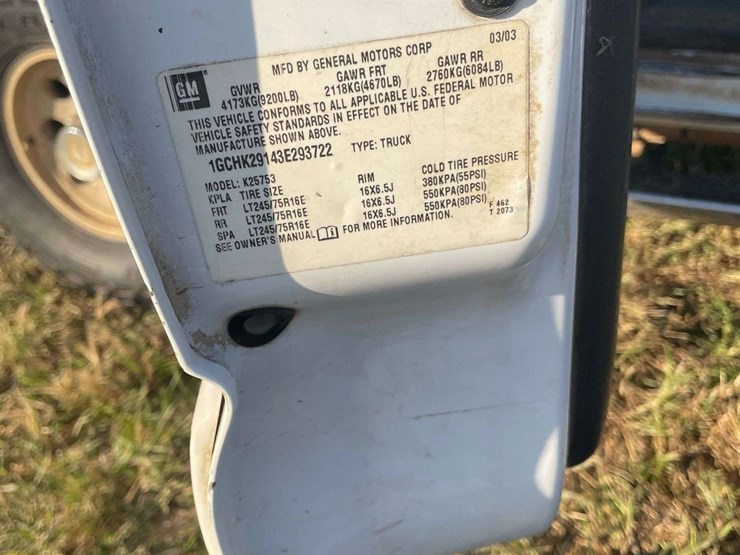 MFD BY GENERAL MOTORS CORP 03/03
GM
GVWR GAWR FRT GAWR RR
4173KG(9200LB) 2118KG(4670LB) 2760KG(6084LB)
THIS VEHICLE CONFORMS TO ALL APPLICABLE U.S. FEDERAL MOTOR
VEHICLE SAFETY STANDARDS IN EFFECT ON THE DATE OF
MANUFACTURE SHOWN ABOVE.
1GCHK29143E293722 TYPE: TRUCK
MODEL: K25753
KPLA TIRE SIZE RIM COLD TIRE PRESSURE
FRT LT245/75R16E 16X6.5J 380KPA(55PSI)
RR LT245/75R16E 16X6.5J 550KPA(80PSI)
SPA LT245/75R16E 16X6.5J 550KPA(80PSI)
SEE OWNER'S MANUAL FOR MORE INFORMATION.
F 462
T 2073